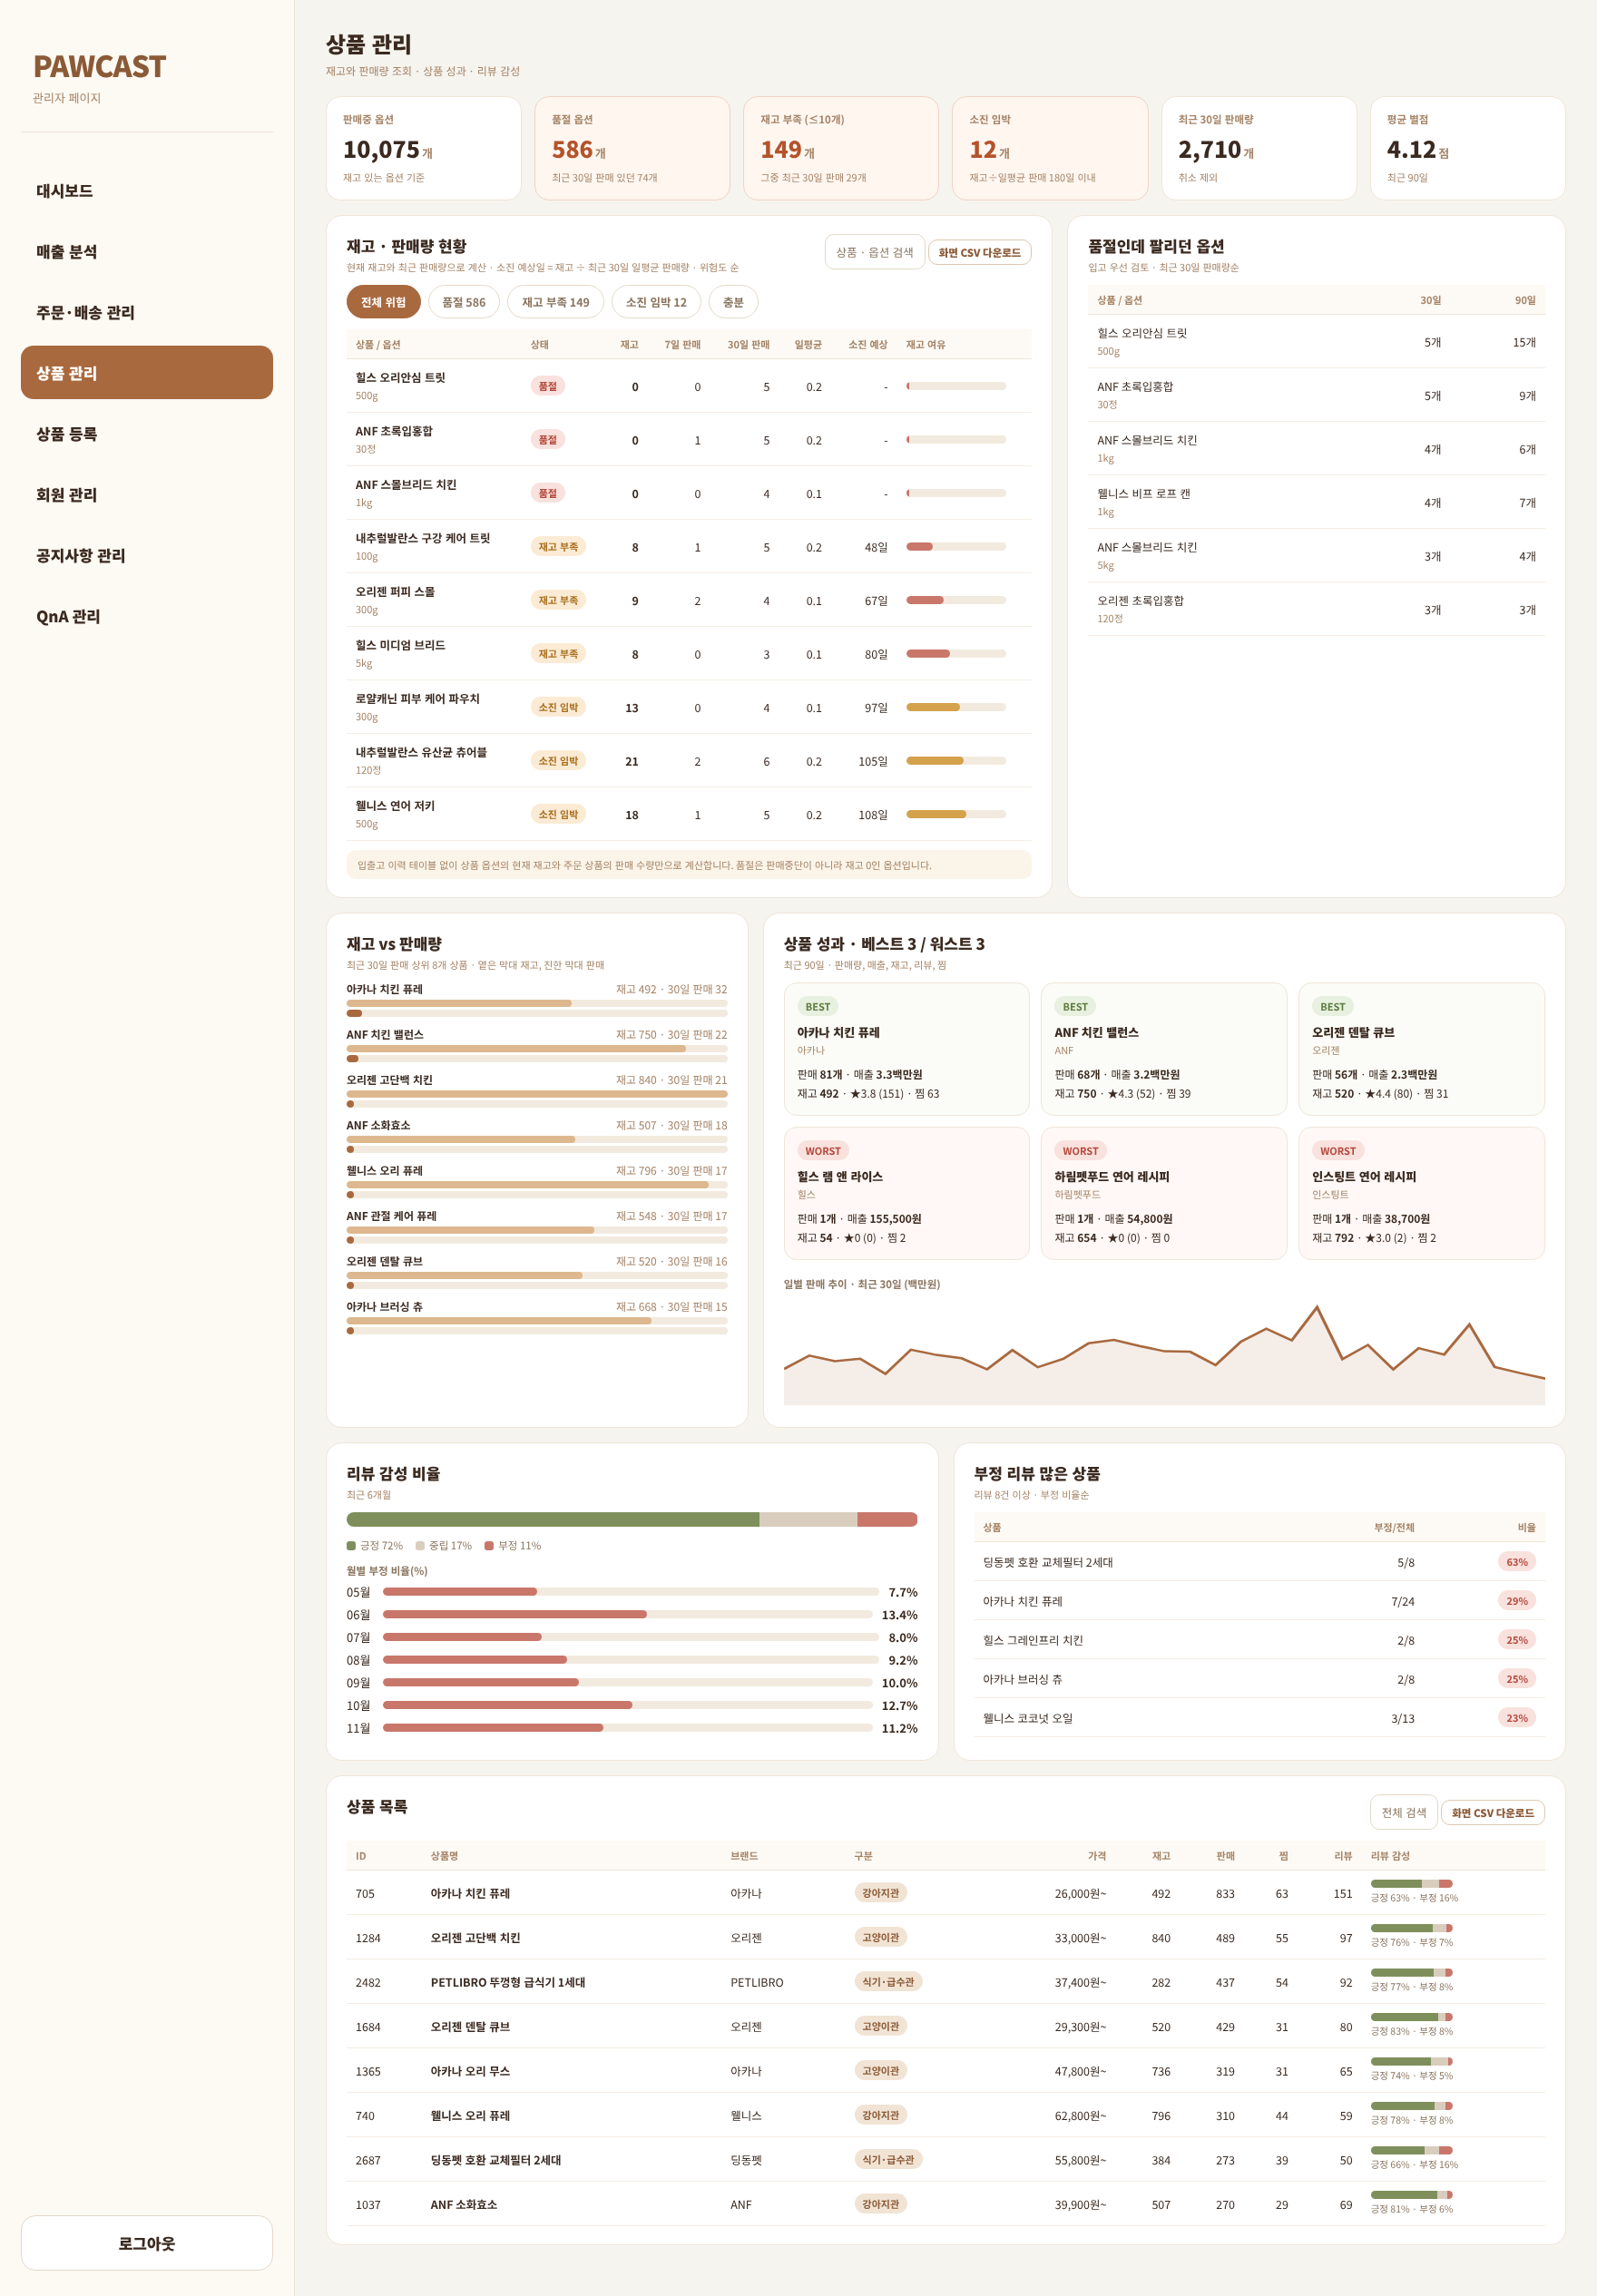 PAWCAST
관리자 페이지
대시보드
매출 분석
주문·배송 관리
상품 관리
상품 등록
회원 관리
공지사항 관리
QnA 관리
로그아웃
상품 관리
재고와 판매량 조회 · 상품 성과 · 리뷰 감성
판매중 옵션
10,075개
재고 있는 옵션 기준
품절 옵션
586개
최근 30일 판매 있던 74개
재고 부족 (≤10개)
149개
그중 최근 30일 판매 29개
소진 임박
12개
재고÷일평균 판매 180일 이내
최근 30일 판매량
2,710개
취소 제외
평균 별점
4.12점
최근 90일
재고 · 판매량 현황
현재 재고와 최근 판매량으로 계산 · 소진 예상일 = 재고 ÷ 최근 30일 일평균 판매량 · 위험도 순
상품 · 옵션 검색 화면 CSV 다운로드
전체 위험 품절 586 재고 부족 149 소진 임박 12 충분
상품 / 옵션 상태 재고 7일 판매 30일 판매 일평균 소진 예상 재고 여유
힐스 오리안심 트릿 품절 0 0 5 0.2 -
500g
ANF 초록입홍합 품절 0 1 5 0.2 -
30정
ANF 스몰브리드 치킨 품절 0 0 4 0.1 -
1kg
내추럴발란스 구강 케어 트릿 재고 부족 8 1 5 0.2 48일
100g
오리젠 퍼피 스몰 재고 부족 9 2 4 0.1 67일
300g
힐스 미디엄 브리드 재고 부족 8 0 3 0.1 80일
5kg
로얄캐닌 피부 케어 파우치 소진 임박 13 0 4 0.1 97일
300g
내추럴발란스 유산균 츄어블 소진 임박 21 2 6 0.2 105일
120정
웰니스 연어 저키 소진 임박 18 1 5 0.2 108일
500g
입출고 이력 테이블 없이 상품 옵션의 현재 재고와 주문 상품의 판매 수량만으로 계산합니다. 품절은 판매중단이 아니라 재고 0인 옵션입니다.
품절인데 팔리던 옵션
입고 우선 검토 · 최근 30일 판매량순
상품 / 옵션 30일 90일
힐스 오리안심 트릿 5개 15개
500g
ANF 초록입홍합 5개 9개
30정
ANF 스몰브리드 치킨 4개 6개
1kg
웰니스 비프 로프 캔 4개 7개
1kg
ANF 스몰브리드 치킨 3개 4개
5kg
오리젠 초록입홍합 3개 3개
120정
재고 vs 판매량
최근 30일 판매 상위 8개 상품 · 옅은 막대 재고, 진한 막대 판매
아카나 치킨 퓨레 재고 492 · 30일 판매 32
ANF 치킨 밸런스 재고 750 · 30일 판매 22
오리젠 고단백 치킨 재고 840 · 30일 판매 21
ANF 소화효소 재고 507 · 30일 판매 18
웰니스 오리 퓨레 재고 796 · 30일 판매 17
ANF 관절 케어 퓨레 재고 548 · 30일 판매 17
오리젠 덴탈 큐브 재고 520 · 30일 판매 16
아카나 브러싱 츄 재고 668 · 30일 판매 15
상품 성과 · 베스트 3 / 워스트 3
최근 90일 · 판매량, 매출, 재고, 리뷰, 찜
BEST
아카나 치킨 퓨레
아카나
판매 81개 · 매출 3.3백만원
재고 492 · ★3.8 (151) · 찜 63
BEST
ANF 치킨 밸런스
ANF
판매 68개 · 매출 3.2백만원
재고 750 · ★4.3 (52) · 찜 39
BEST
오리젠 덴탈 큐브
오리젠
판매 56개 · 매출 2.3백만원
재고 520 · ★4.4 (80) · 찜 31
WORST
힐스 램 앤 라이스
힐스
판매 1개 · 매출 155,500원
재고 54 · ★0 (0) · 찜 2
WORST
하림펫푸드 연어 레시피
하림펫푸드
판매 1개 · 매출 54,800원
재고 654 · ★0 (0) · 찜 0
WORST
인스팅트 연어 레시피
인스팅트
판매 1개 · 매출 38,700원
재고 792 · ★3.0 (2) · 찜 2
일별 판매 추이 · 최근 30일 (백만원)
리뷰 감성 비율
최근 6개월
긍정 72% 중립 17% 부정 11%
월별 부정 비율(%)
05월 7.7%
06월 13.4%
07월 8.0%
08월 9.2%
09월 10.0%
10월 12.7%
11월 11.2%
부정 리뷰 많은 상품
리뷰 8건 이상 · 부정 비율순
상품 부정/전체 비율
딩동펫 호환 교체필터 2세대 5/8 63%
아카나 치킨 퓨레 7/24 29%
힐스 그레인프리 치킨 2/8 25%
아카나 브러싱 츄 2/8 25%
웰니스 코코넛 오일 3/13 23%
상품 목록
전체 검색 화면 CSV 다운로드
ID 상품명 브랜드 구분 가격 재고 판매 찜 리뷰 리뷰 감성
705 아카나 치킨 퓨레 아카나 강아지관 26,000원~ 492 833 63 151 긍정 63% · 부정 16%
1284 오리젠 고단백 치킨 오리젠 고양이관 33,000원~ 840 489 55 97 긍정 76% · 부정 7%
2482 PETLIBRO 뚜껑형 급식기 1세대 PETLIBRO 식기·급수관 37,400원~ 282 437 54 92 긍정 77% · 부정 8%
1684 오리젠 덴탈 큐브 오리젠 고양이관 29,300원~ 520 429 31 80 긍정 83% · 부정 8%
1365 아카나 오리 무스 아카나 고양이관 47,800원~ 736 319 31 65 긍정 74% · 부정 5%
740 웰니스 오리 퓨레 웰니스 강아지관 62,800원~ 796 310 44 59 긍정 78% · 부정 8%
2687 딩동펫 호환 교체필터 2세대 딩동펫 식기·급수관 55,800원~ 384 273 39 50 긍정 66% · 부정 16%
1037 ANF 소화효소 ANF 강아지관 39,900원~ 507 270 29 69 긍정 81% · 부정 6%